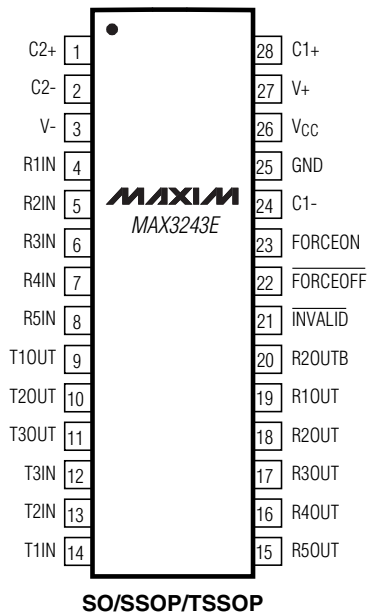 C2+ 1 28 C1+
C2- 2 27 V+
V- 3 26 VCC
R1IN 4 25 GND
R2IN 5 24 C1-
MAXIM
MAX3243E
R3IN 6 23 FORCEON
R4IN 7 22 FORCEOFF
R5IN 8 21 INVALID
T1OUT 9 20 R2OUTB
T2OUT 10 19 R1OUT
T3OUT 11 18 R2OUT
T3IN 12 17 R3OUT
T2IN 13 16 R4OUT
T1IN 14 15 R5OUT
SO/SSOP/TSSOP